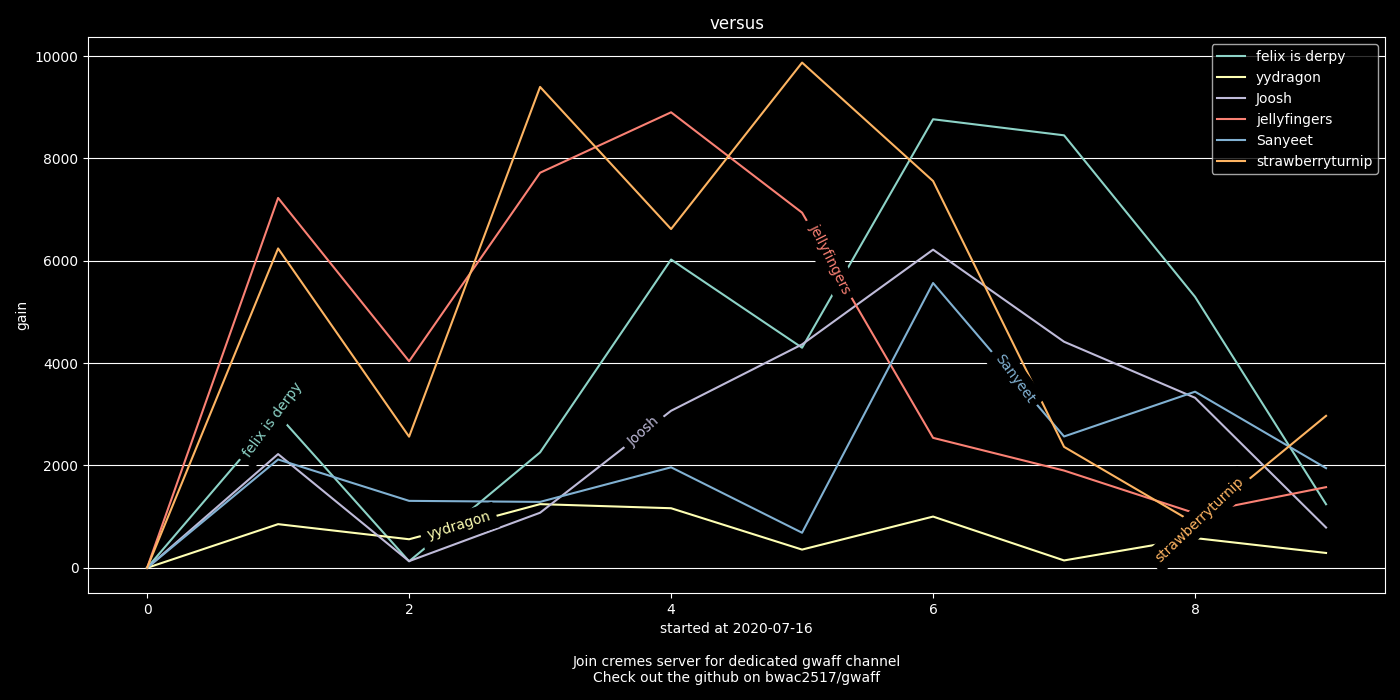 versus
10000
8000
6000
4000
2000
0
gain
felix is derpy
yydragon
Joosh
jellyfingers
Sanyeet
strawberryturnip
felix is derpy
yydragon
Joosh
jellyfingers
Sanyeet
strawberryturnip
0 2 4 6 8
started at 2020-07-16
Join cremes server for dedicated gwaff channel
Check out the github on bwac2517/gwaff